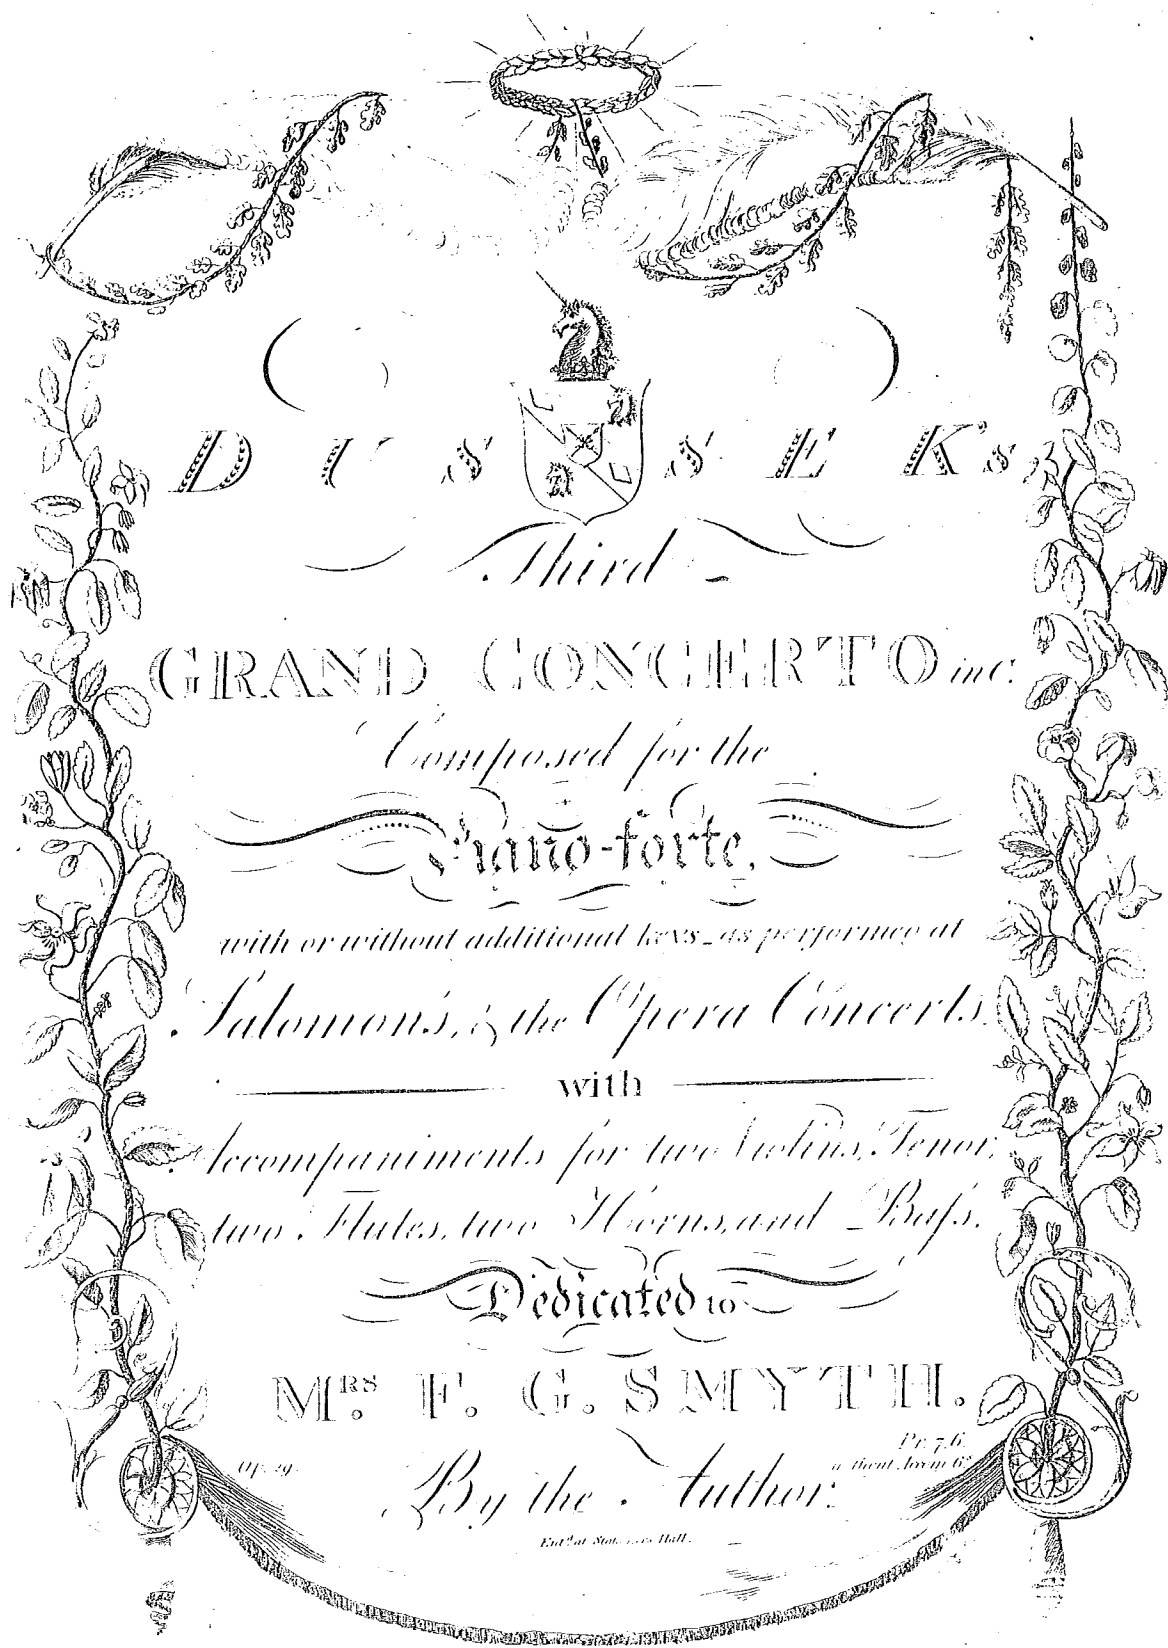 DUSSEK's
Third
GRAND CONCERTO in C.
Composed for the
Piano-forte,
with or without additional keys, as performed at
Salomon's, & the Opera Concerts,
with
Accompaniments for two Violins, Tenor,
two Flutes, two Horns, and Baſs.
Dedicated to
MRS. F. G. SMYTH.
Pr. 7.6.
Op. 29.
By the Author.
Entd. at Stationers Hall.